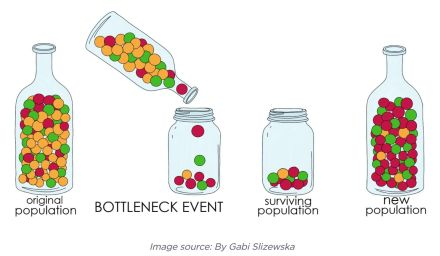 original
population
BOTTLENECK EVENT
surviving
population
new
population
Image source: By Gabi Slizewska